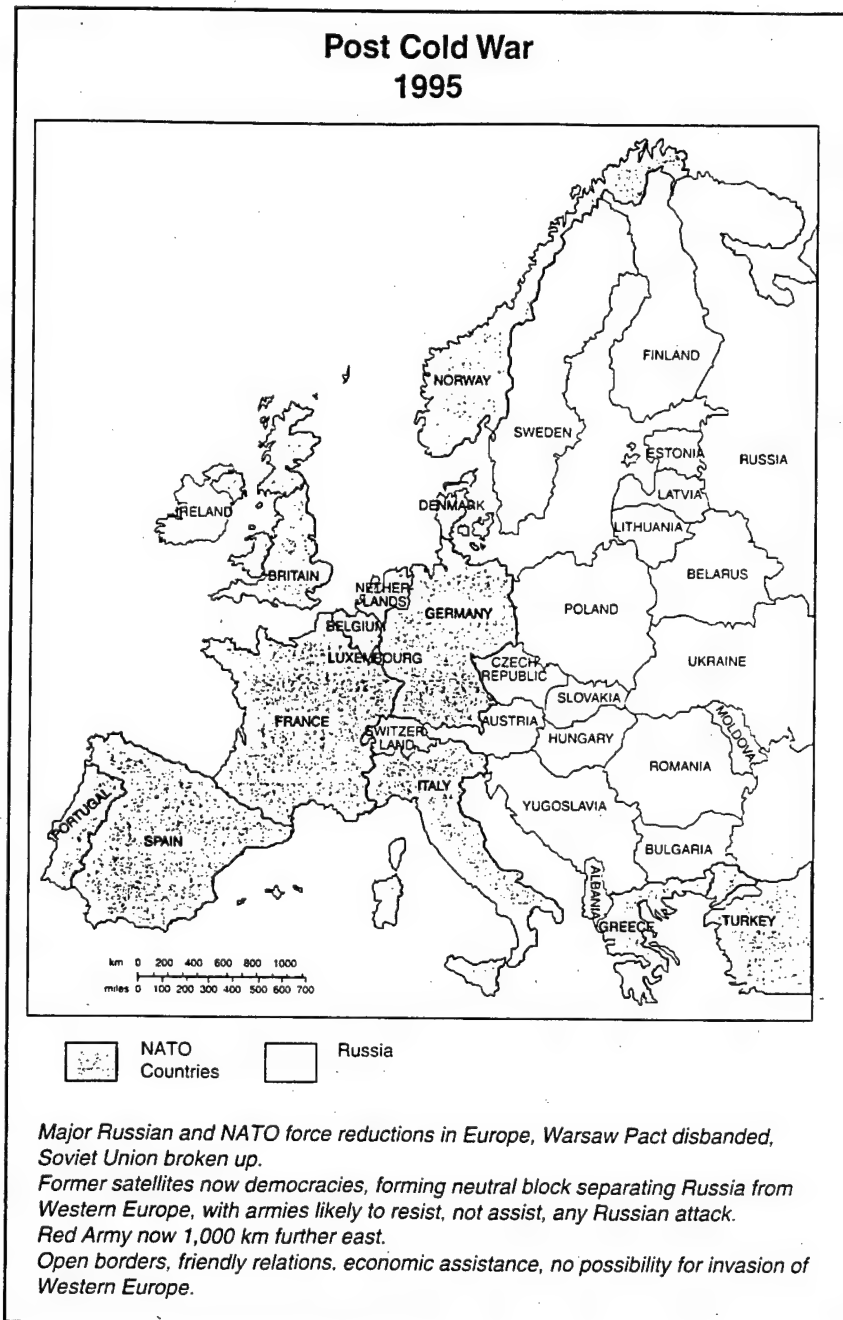 Post Cold War
1995
NORWAY
FINLAND
SWEDEN
ESTONIA
RUSSIA
LATVIA
LITHUANIA
DENMARK
IRELAND
BRITAIN
NETHER-
LANDS
GERMANY
POLAND
BELARUS
BELGIUM
LUXEMBOURG
CZECH
REPUBLIC
UKRAINE
SLOVAKIA
FRANCE
SWITZER
LAND
AUSTRIA
HUNGARY
MOLDOVA
ROMANIA
ITALY
YUGOSLAVIA
PORTUGAL
SPAIN
BULGARIA
ALBANIA
GREECE
TURKEY
km 0 200 400 600 800 1000
miles 0 100 200 300 400 500 600 700
NATO
Countries
Russia
Major Russian and NATO force reductions in Europe, Warsaw Pact disbanded,
Soviet Union broken up.
Former satellites now democracies, forming neutral block separating Russia from
Western Europe, with armies likely to resist, not assist, any Russian attack.
Red Army now 1,000 km further east.
Open borders, friendly relations. economic assistance, no possibility for invasion of
Western Europe.